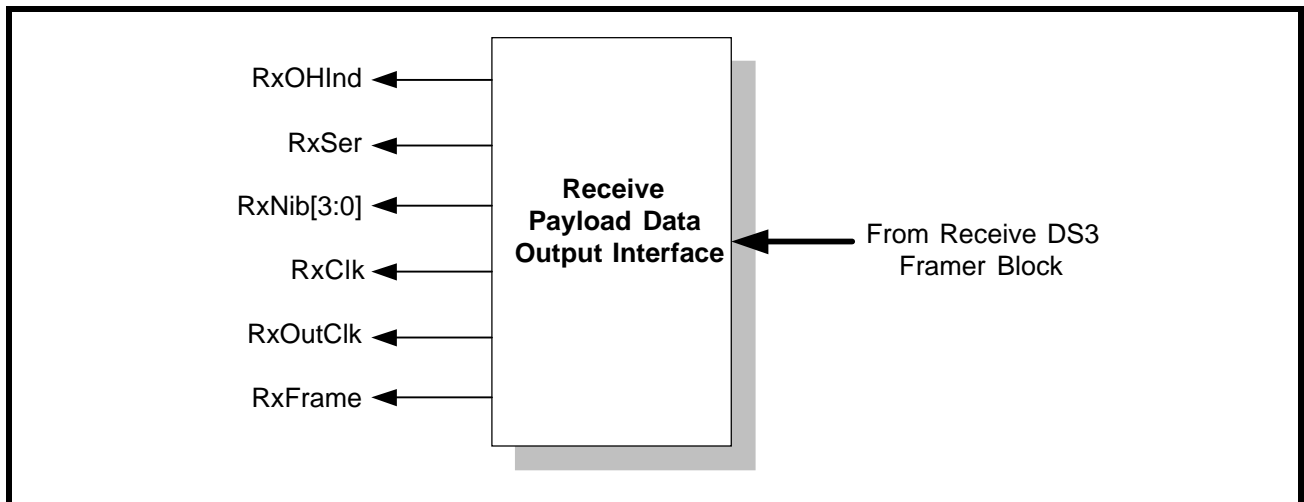 RxOHInd
RxSer
RxNib[3:0]
RxClk
RxOutClk
RxFrame
Receive
Payload Data
Output Interface
From Receive DS3
Framer Block